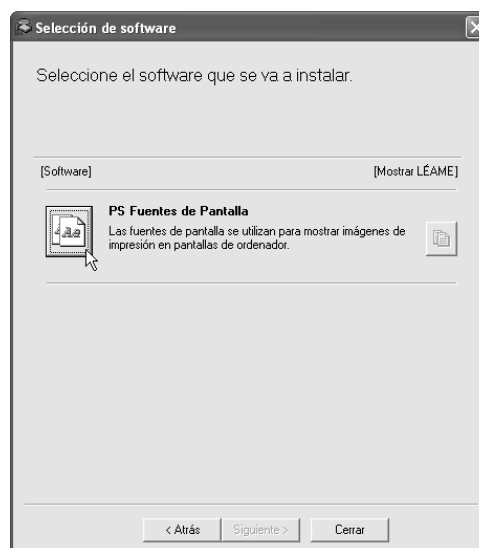 Selección de software
Seleccione el software que se va a instalar.
[Software] [Mostrar LÉAME]
PS Fuentes de Pantalla
Las fuentes de pantalla se utilizan para mostrar imágenes de
impresión en pantallas de ordenador.
< Atrás Siguiente > Cerrar